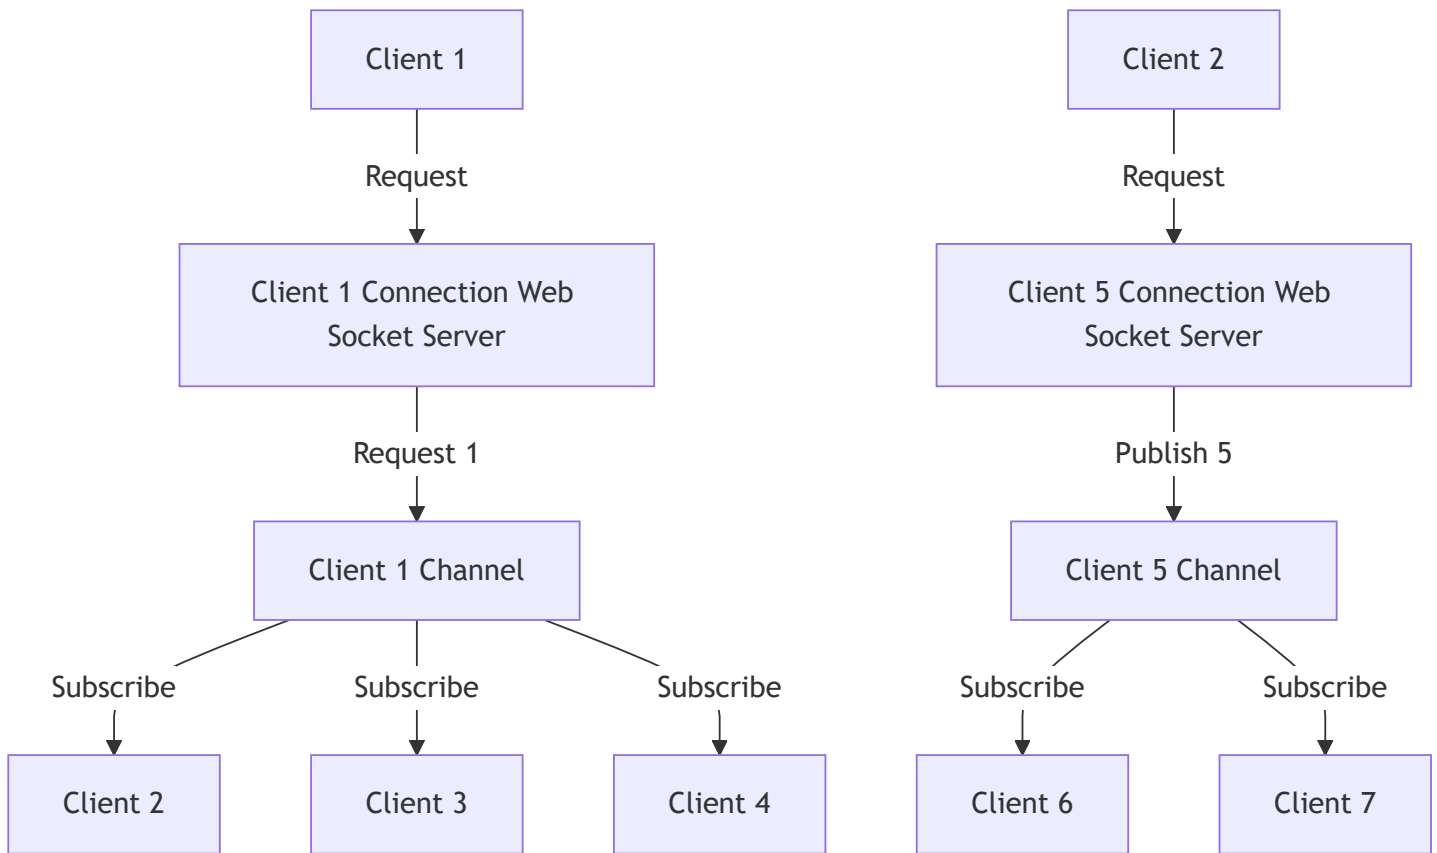 Client 1
Client 2
Request
Request
Client 1 Connection Web
Socket Server
Client 5 Connection Web
Socket Server
Request 1
Publish 5
Client 1 Channel
Client 5 Channel
Subscribe
Subscribe
Subscribe
Subscribe
Subscribe
Client 2
Client 3
Client 4
Client 6
Client 7